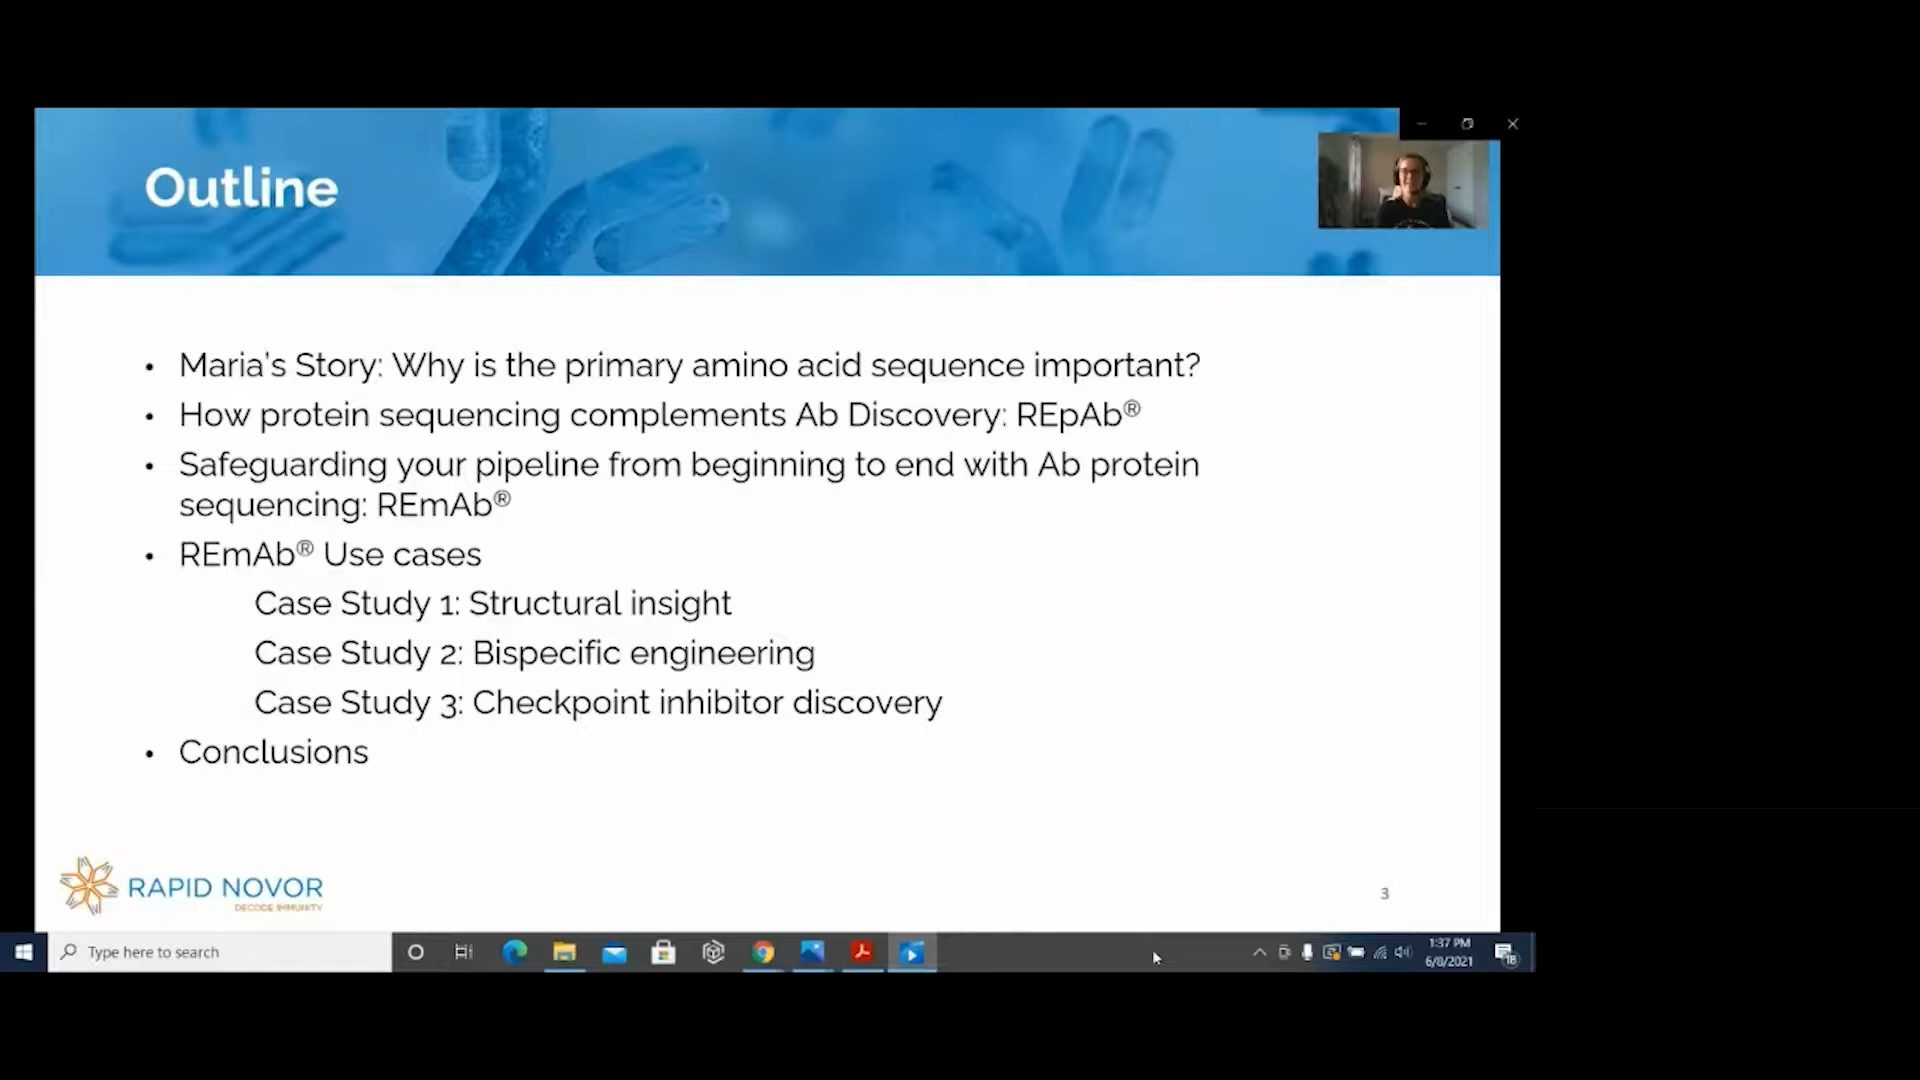 Outline
• Maria's Story: Why is the primary amino acid sequence important?
• How protein sequencing complements Ab Discovery: REpAb®
• Safeguarding your pipeline from beginning to end with Ab protein
sequencing: REmAb®
• REmAb® Use cases
Case Study 1: Structural insight
Case Study 2: Bispecific engineering
Case Study 3: Checkpoint inhibitor discovery
• Conclusions
RAPID NOVOR
DECODE IMMUNITY
3
Type here to search
1:37 PM
6/8/2021
18